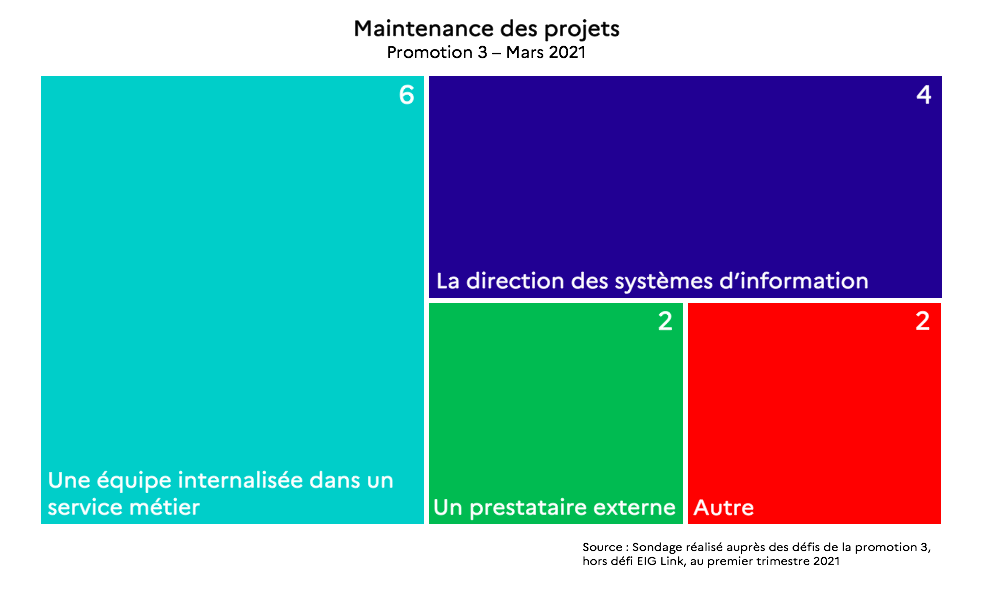 Maintenance des projets
Promotion 3 – Mars 2021
6
4
La direction des systèmes d’information
2
2
Une équipe internalisée dans un
service métier
Un prestataire externe
Autre
Source : Sondage réalisé auprès des défis de la promotion 3,
hors défi EIG Link, au premier trimestre 2021